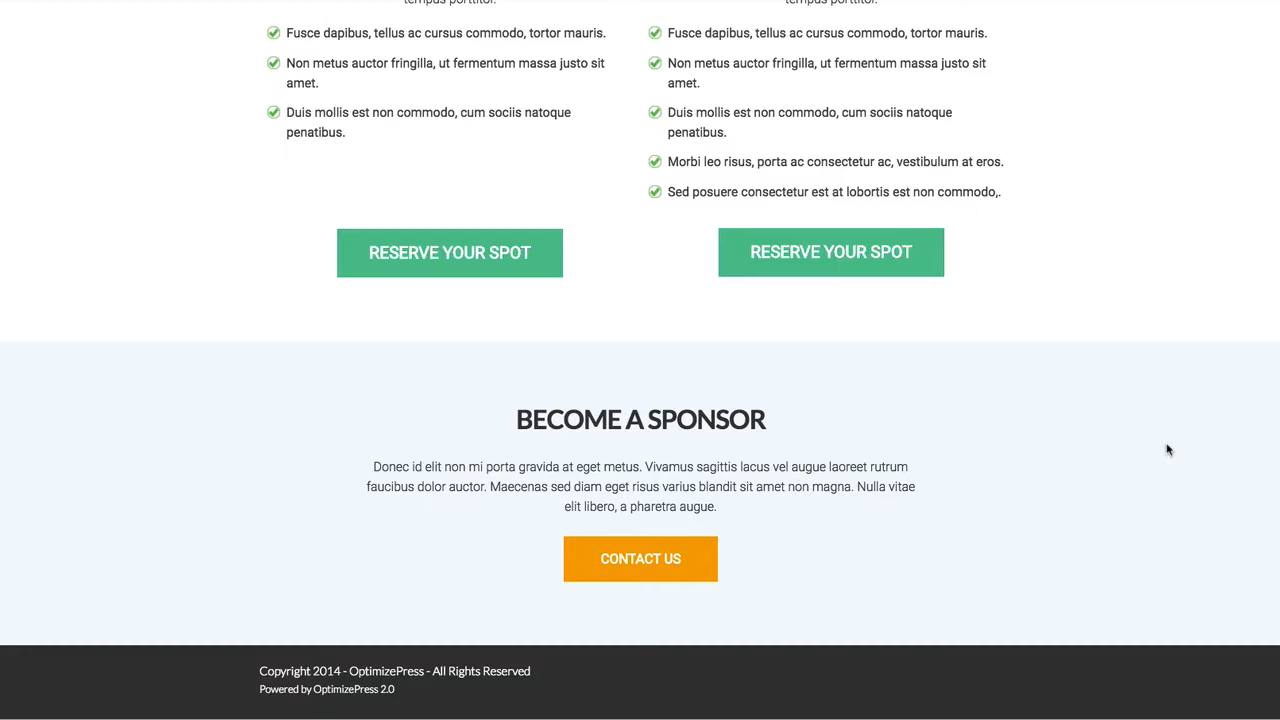 tempus porttitor.
Fusce dapibus, tellus ac cursus commodo, tortor mauris.
Non metus auctor fringilla, ut fermentum massa justo sit
amet.
Duis mollis est non commodo, cum sociis natoque
penatibus.
RESERVE YOUR SPOT
tempus porttitor.
Fusce dapibus, tellus ac cursus commodo, tortor mauris.
Non metus auctor fringilla, ut fermentum massa justo sit
amet.
Duis mollis est non commodo, cum sociis natoque
penatibus.
Morbi leo risus, porta ac consectetur ac, vestibulum at eros.
Sed posuere consectetur est at lobortis est non commodo,.
RESERVE YOUR SPOT
BECOME A SPONSOR
Donec id elit non mi porta gravida at eget metus. Vivamus sagittis lacus vel augue laoreet rutrum
faucibus dolor auctor. Maecenas sed diam eget risus varius blandit sit amet non magna. Nulla vitae
elit libero, a pharetra augue.
CONTACT US
Copyright 2014 - OptimizePress - All Rights Reserved
Powered by OptimizePress 2.0